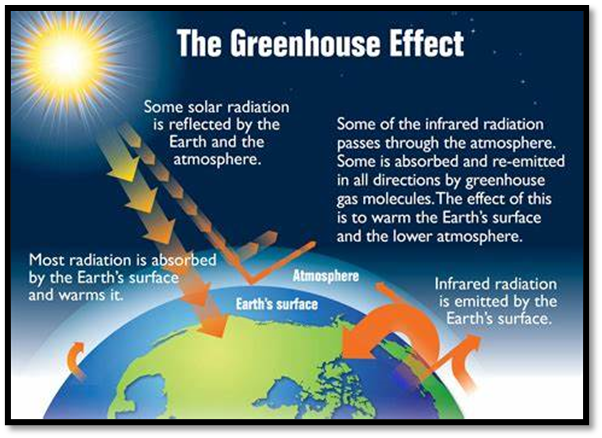 The Greenhouse Effect
Some solar radiation
is reflected by the
Earth and the
atmosphere.
Some of the infrared radiation
passes through the atmosphere.
Some is absorbed and re-emitted
in all directions by greenhouse
gas molecules.The effect of this
is to warm the Earth's surface
and the lower atmosphere.
Most radiation is absorbed
by the Earth's surface
and warms it.
Atmosphere
Earth's surface
Infrared radiation
is emitted by the
Earth's surface.